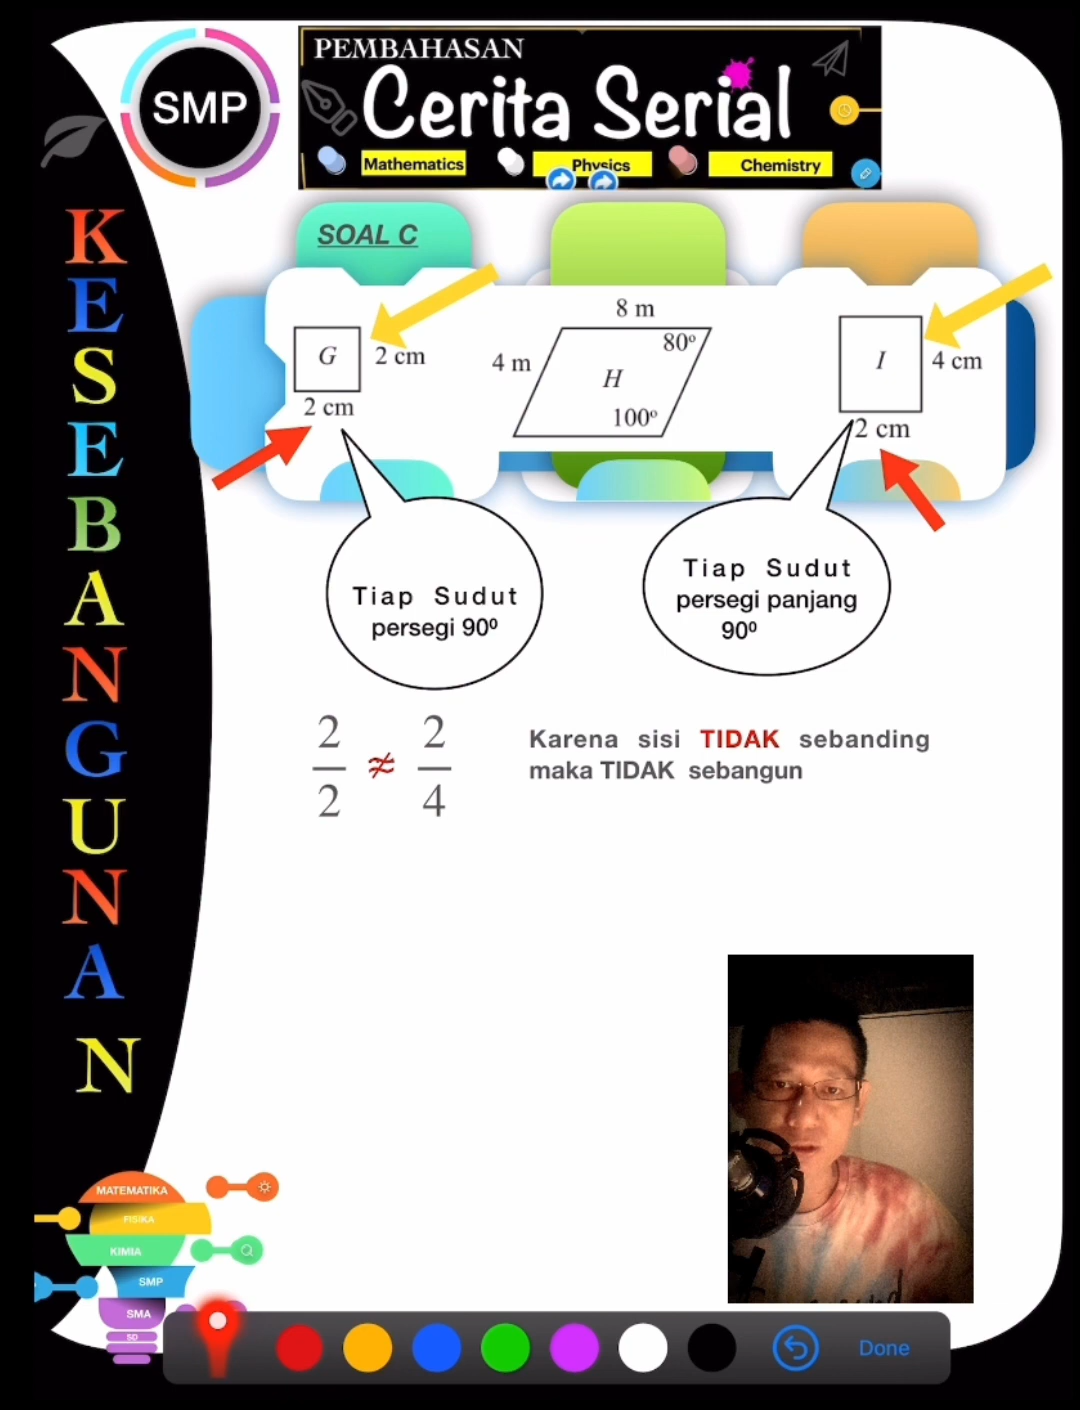 SMP
PEMBAHASAN
Cerita Serial
Mathematics
Physics
Chemistry
KESEBANGUNAN
SOAL C
G
2 cm
2 cm
8 m
4 m
80°
H
100°
I
4 cm
2 cm
Tiap Sudut
persegi 90⁰
Tiap Sudut
persegi panjang
90⁰
2/2 ≉ 2/4
Karena sisi TIDAK sebanding
maka TIDAK sebangun
MATEMATIKA
FISIKA
KIMIA
SMP
SMA
SD
Done